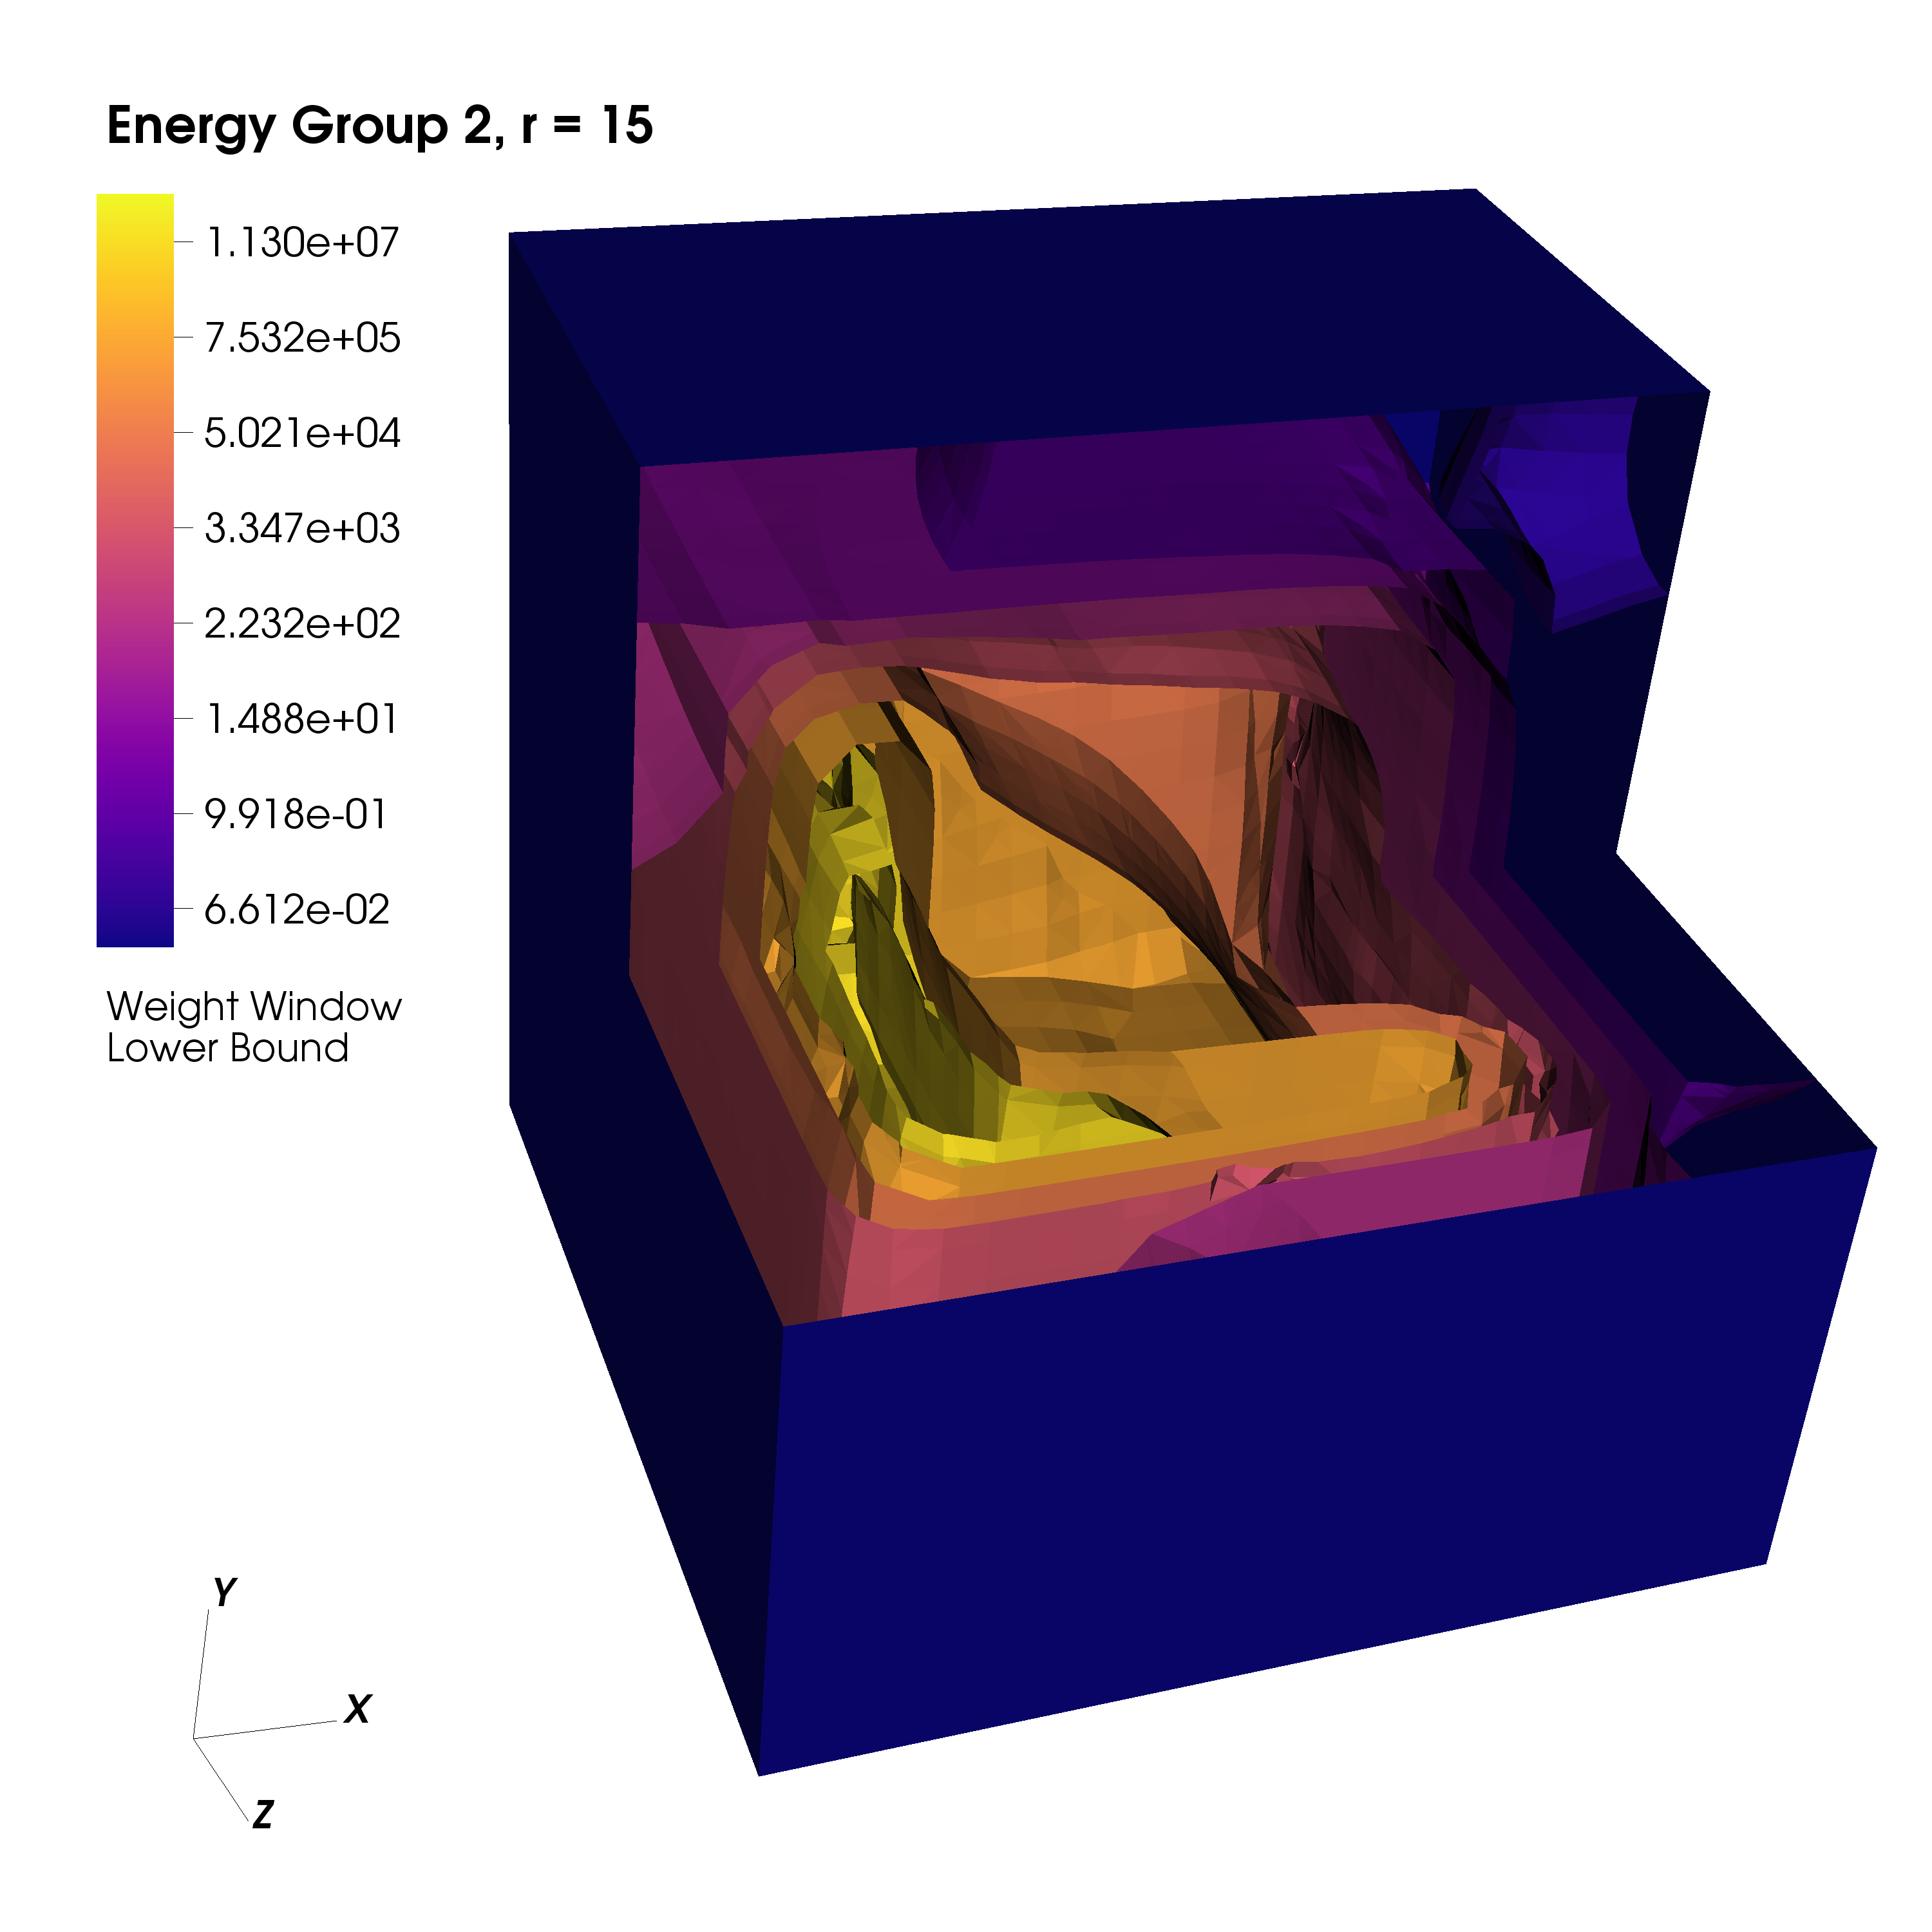 Energy Group 2, r = 15
1.130e+07
7.532e+05
5.021e+04
3.347e+03
2.232e+02
1.488e+01
9.918e-01
6.612e-02
Weight Window
Lower Bound
Y
X
Z